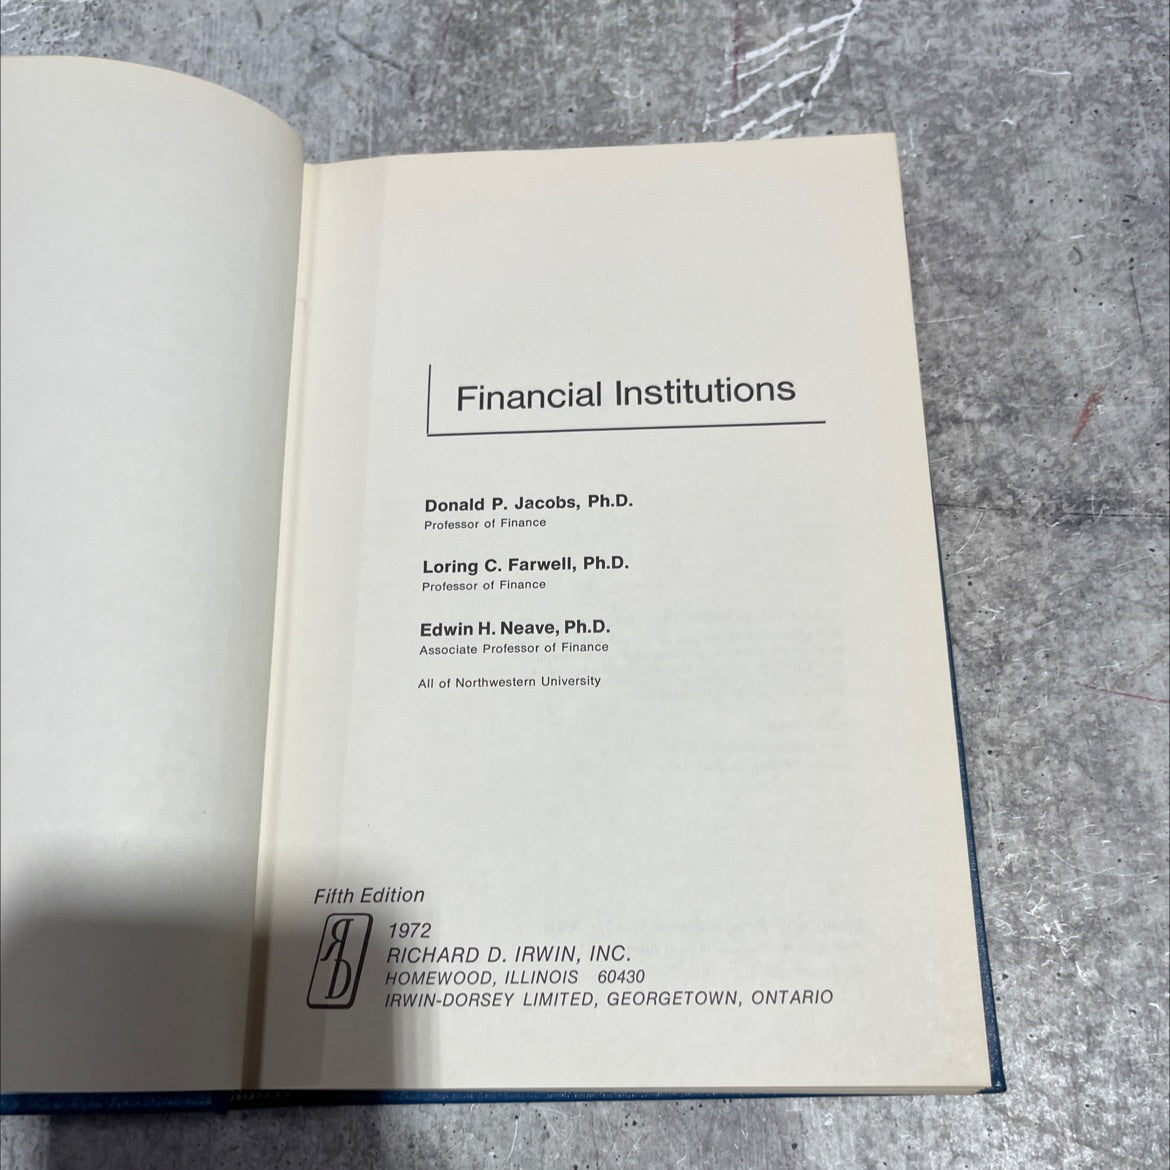 Financial Institutions
Donald P. Jacobs, Ph.D.
Professor of Finance
Loring C. Farwell, Ph.D.
Professor of Finance
Edwin H. Neave, Ph.D.
Associate Professor of Finance
All of Northwestern University
Fifth Edition
1972
RICHARD D. IRWIN, INC.
HOMEWOOD, ILLINOIS 60430
IRWIN-DORSEY LIMITED, GEORGETOWN, ONTARIO